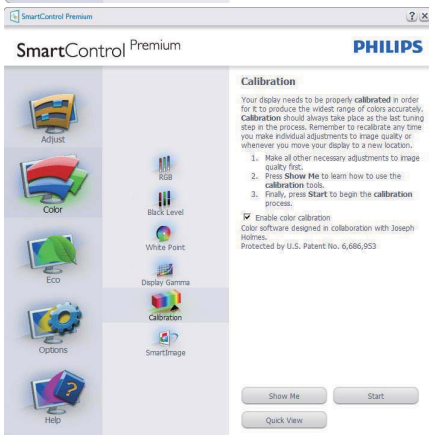 SmartControl Premium
? X
SmartControl Premium
PHILIPS
Adjust
Color
Eco
Options
Help
RGB
Black Level
White Point
Display Gamma
Calibration
SmartImage
Calibration
Your display needs to be properly calibrated in order
for it to produce the widest range of colors accurately.
Calibration should always take place as the last tuning
step in the process. Remember to recalibrate any time
you make individual adjustments to image quality or
whenever you move your display to a new location.
1. Make all other necessary adjustments to image
quality first.
2. Press Show Me to learn how to use the
calibration tools.
3. Finally, press Start to begin the calibration
process.
Enable color calibration
Color software designed in collaboration with Joseph
Holmes.
Protected by U.S. Patent No. 6,686,953
Show Me
Start
Quick View